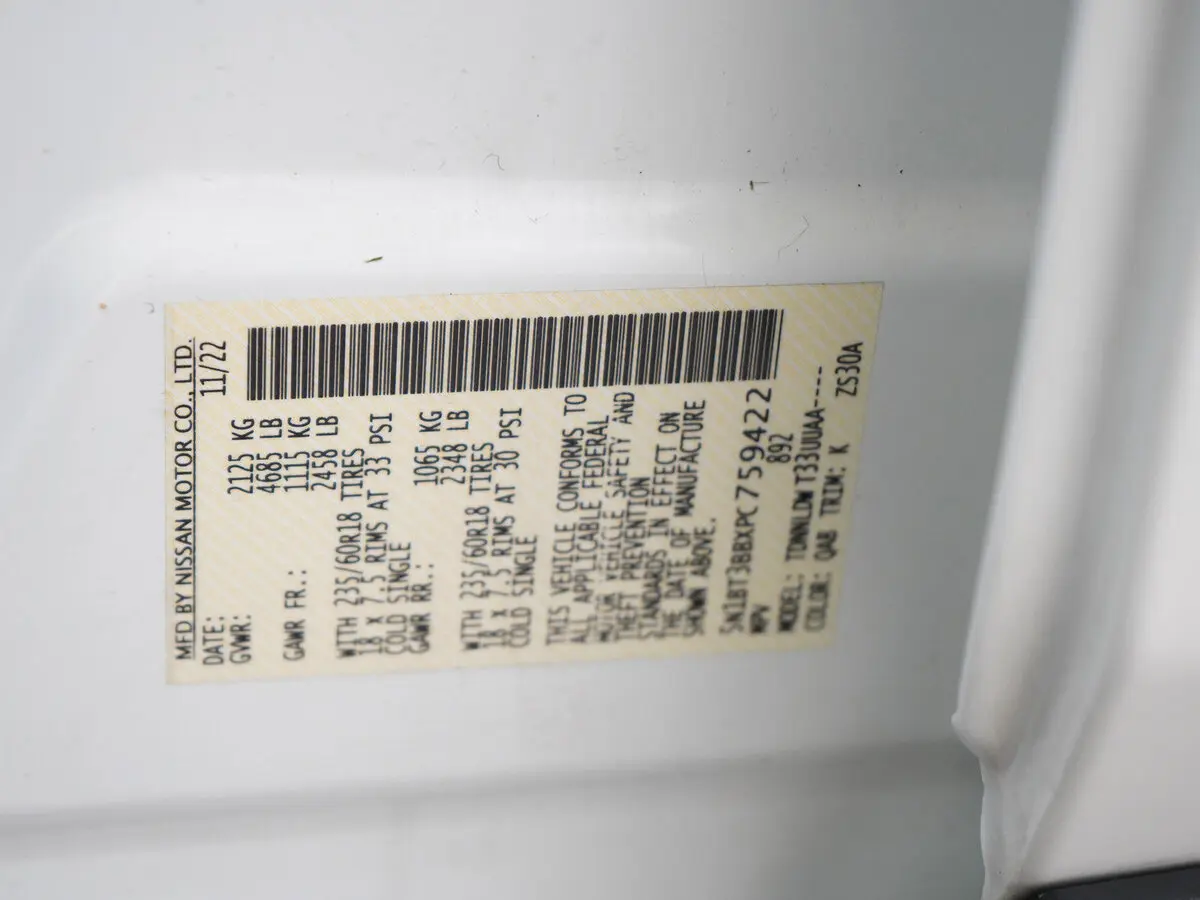 MFD BY NISSAN MOTOR CO., LTD.
DATE: 11/22
GVWR: 2125 KG
4685 LB
GAWR FR.: 1115 KG
2458 LB
WITH 235/60R18 TIRES
18 X 7.5 RIMS AT 33 PSI
COLD SINGLE
GAWR RR.: 1065 KG
2348 LB
WITH 235/60R18 TIRES
18 X 7.5 RIMS AT 30 PSI
COLD SINGLE
THIS VEHICLE CONFORMS TO
ALL APPLICABLE FEDERAL
MOTOR VEHICLE SAFETY AND
THEFT PREVENTION
STANDARDS IN EFFECT ON
THE DATE OF MANUFACTURE
SHOWN ABOVE.
5N1BT3BBXPC759422
MPV 892
MODEL: TDNNLDW T33UUAA----
COLOR: QAB TRIM: K ZS30A